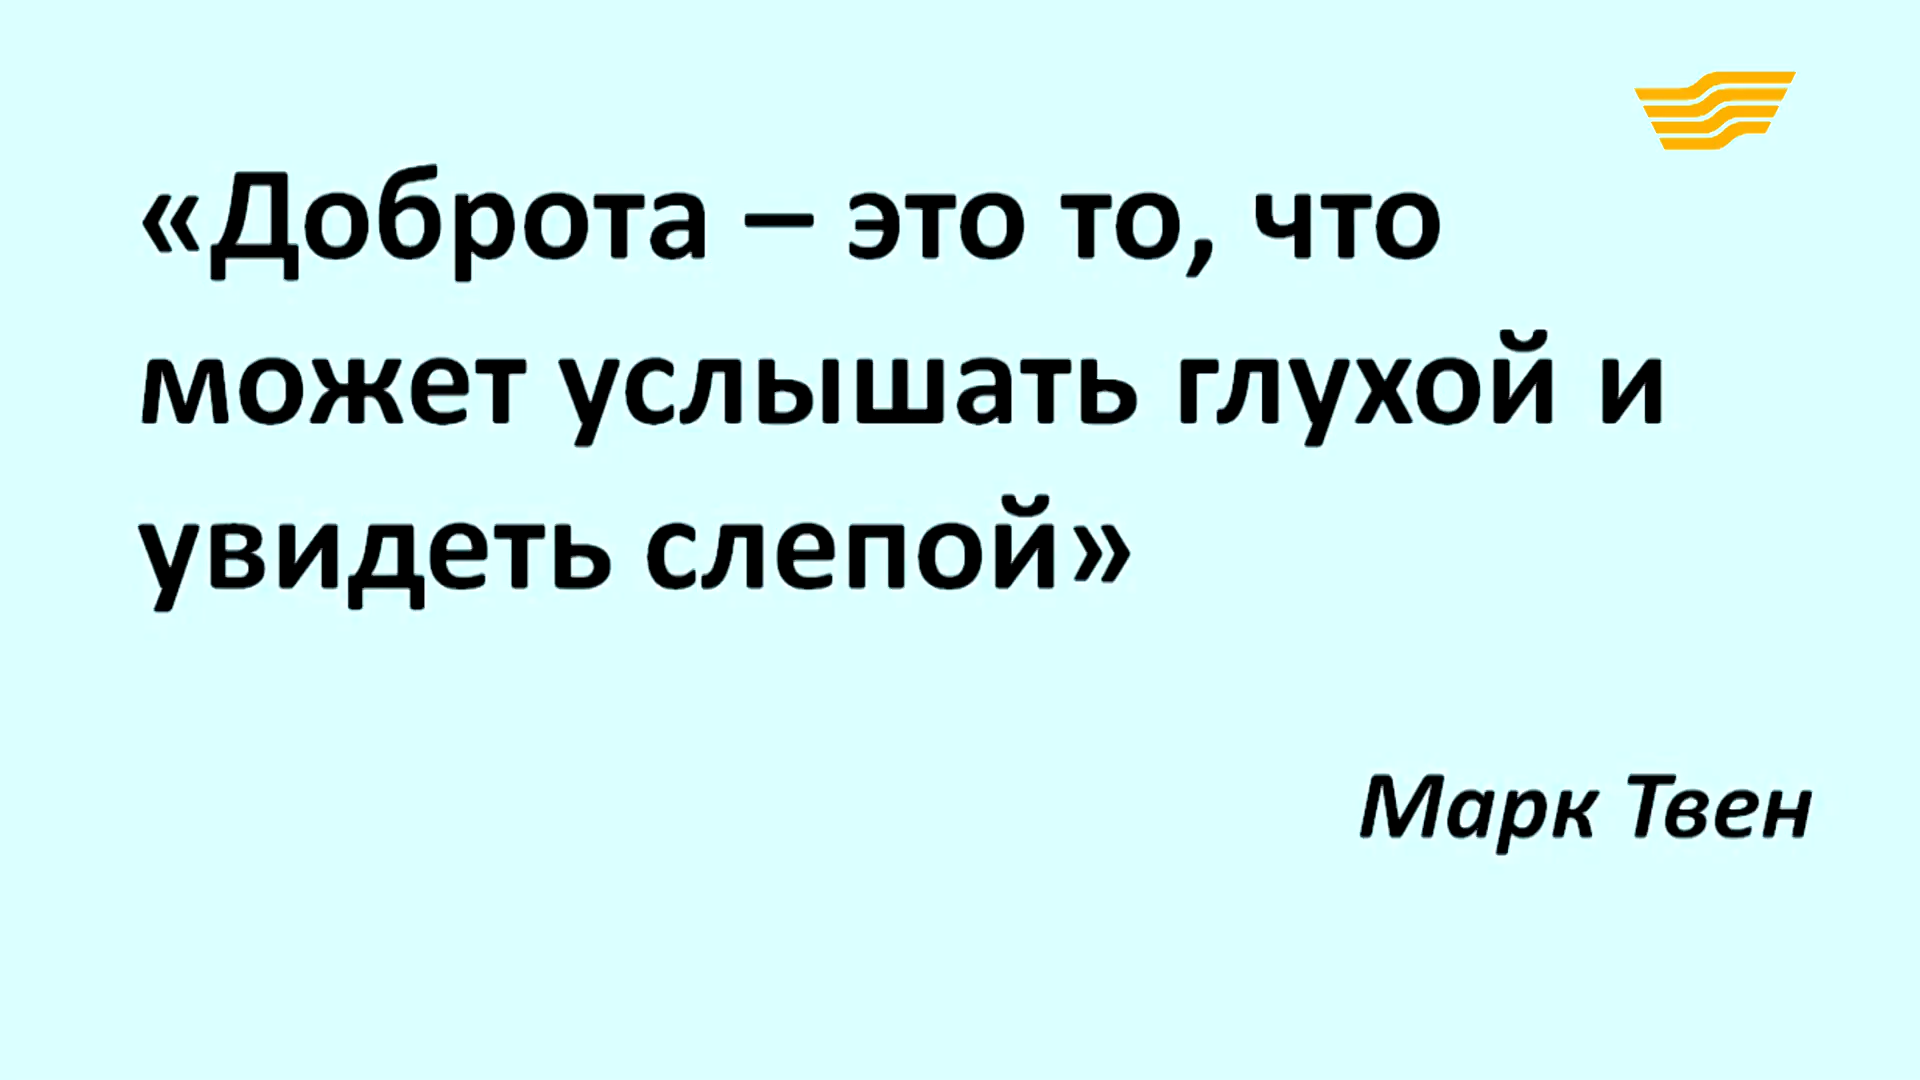 «Доброта – это то, что
может услышать глухой и
увидеть слепой»
Марк Твен